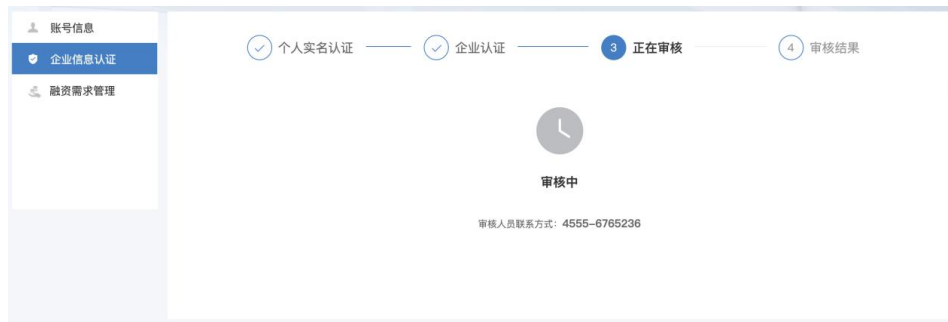 账号信息
企业信息认证
融资需求管理
个人实名认证 企业认证 3 正在审核 4 审核结果
审核中
审核人员联系方式：4555-6765236